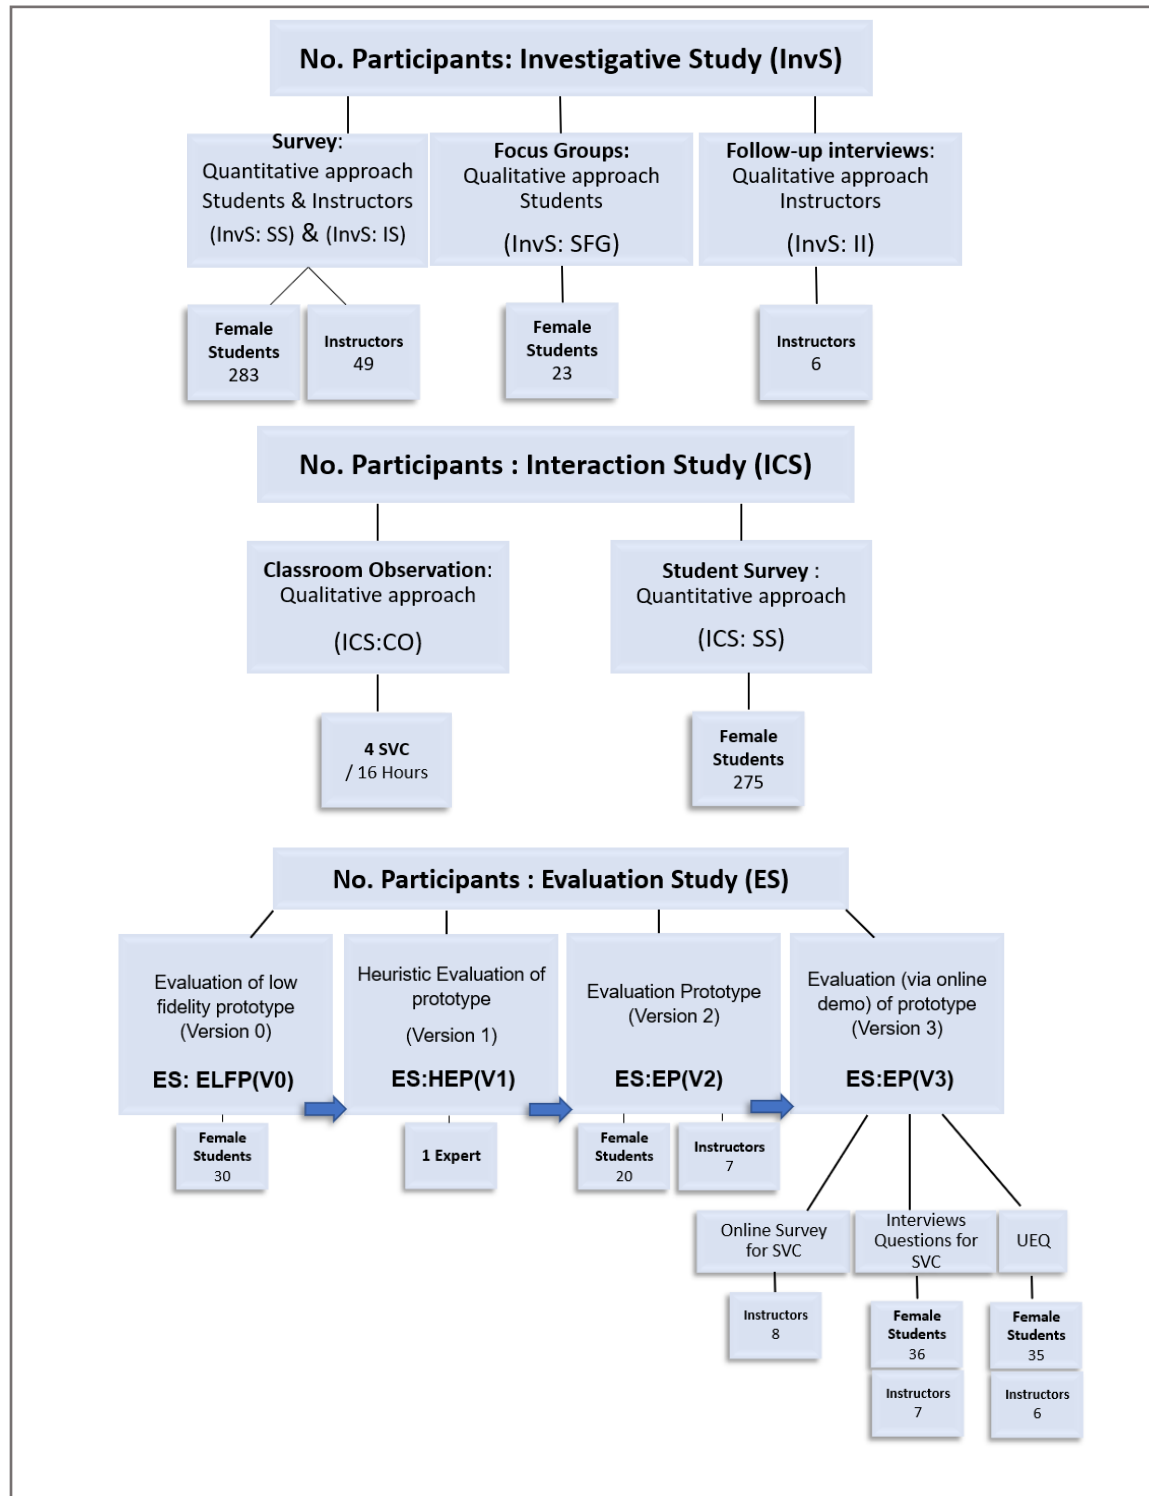 No. Participants: Investigative Study (InvS)
Survey:
Quantitative approach
Students & Instructors
(InvS: SS) & (InvS: IS)
Focus Groups:
Qualitative approach
Students
(InvS: SFG)
Follow-up interviews:
Qualitative approach
Instructors
(InvS: II)
Female
Students
283
Instructors
49
Female
Students
23
Instructors
6
No. Participants : Interaction Study (ICS)
Classroom Observation:
Qualitative approach
(ICS:CO)
Student Survey :
Quantitative approach
(ICS: SS)
4 SVC
/ 16 Hours
Female
Students
275
No. Participants : Evaluation Study (ES)
Evaluation of low
fidelity prototype
(Version 0)
ES: ELFP(V0)
Heuristic Evaluation of
prototype
(Version 1)
ES:HEP(V1)
Evaluation Prototype
(Version 2)
ES:EP(V2)
Evaluation (via online
demo) of prototype
(Version 3)
ES:EP(V3)
Female
Students
30
1 Expert
Female
Students
20
Instructors
7
Online Survey
for SVC
Interviews
Questions for
SVC
UEQ
Instructors
8
Female
Students
36
Instructors
7
Female
Students
35
Instructors
6